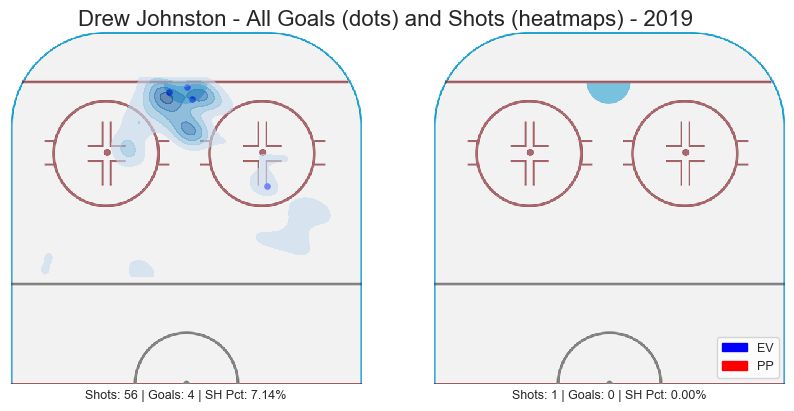 Drew Johnston - All Goals (dots) and Shots (heatmaps) - 2019
EV
PP
Shots: 56 | Goals: 4 | SH Pct: 7.14%
Shots: 1 | Goals: 0 | SH Pct: 0.00%